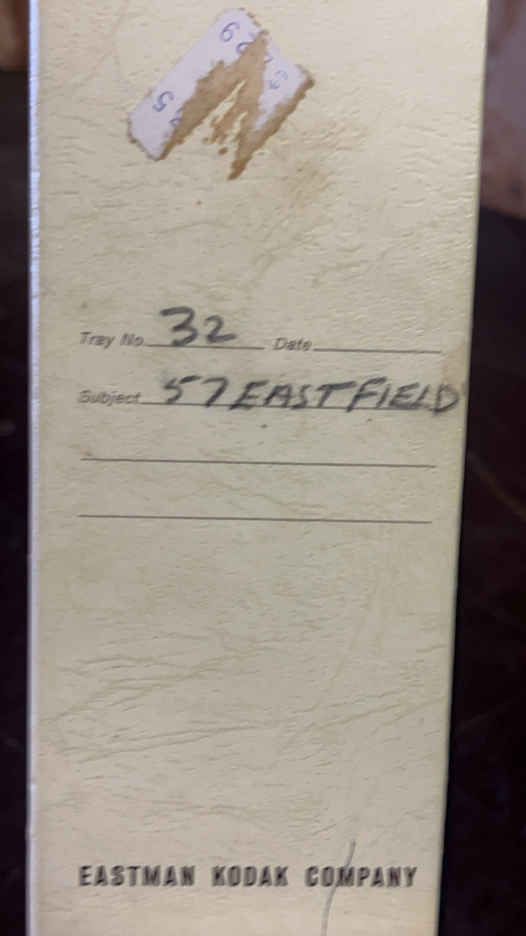 Tray No. 32 Date
Subject 57 EASTFIELD
EASTMAN KODAK COMPANY